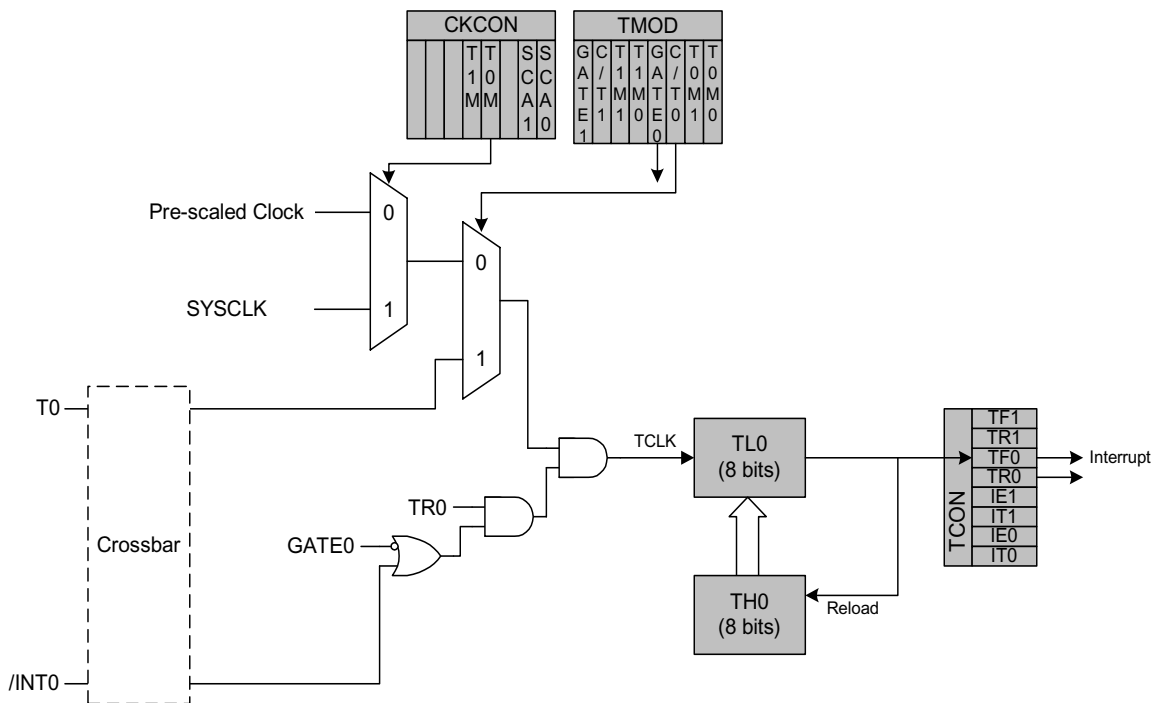 CKCON
T1M
T0M
SCA1
SCA0
TMOD
GATE1
C/T1
T1M1
T1M0
GATE0
C/T0
T0M1
T0M0
Pre-scaled Clock
0
SYSCLK
1
0
1
T0
Crossbar
/INT0
TR0
GATE0
TCLK
TL0
(8 bits)
TH0
(8 bits)
Reload
TCON
TF1
TR1
TF0
TR0
IE1
IT1
IE0
IT0
Interrupt